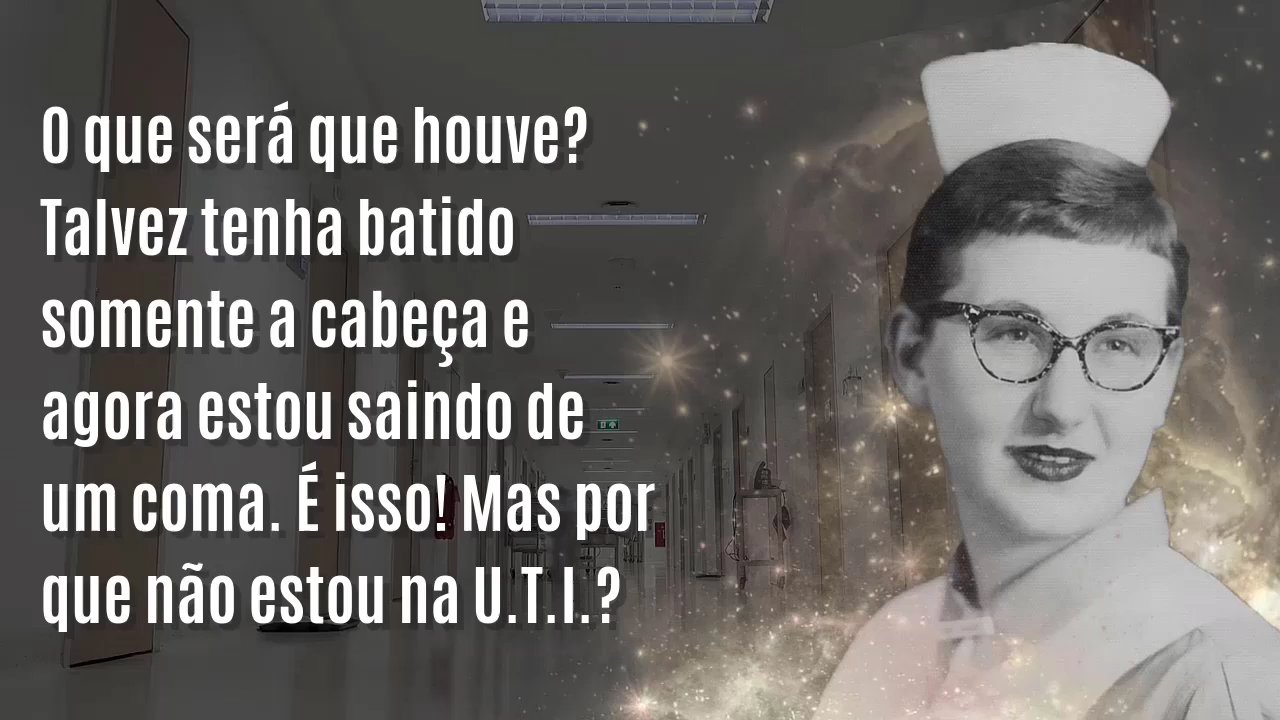 O que será que houve?
Talvez tenha batido
somente a cabeça e
agora estou saindo de
um coma. É isso! Mas por
que não estou na U.T.I.?